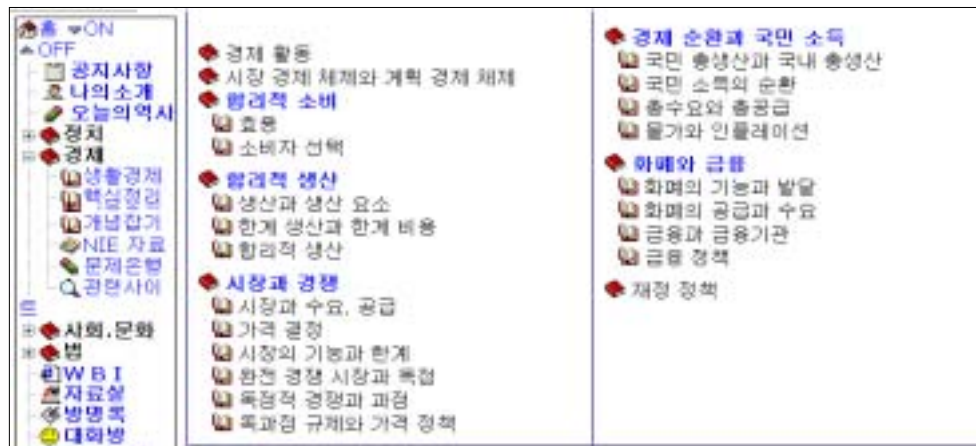 홈 ON
OFF
공지사항
나의소개
오늘의역사
정치
경제
생활경제
핵심정리
개념잡기
NIE 자료
문제은행
관련사이
트
사회.문화
법
W B I
자료실
방명록
대화방
경제 활동
시장 경제 체제와 계획 경제 체제
합리적 소비
효용
소비자 선택
합리적 생산
생산과 생산 요소
한계 생산과 한계 비용
합리적 생산
시장과 경쟁
시장과 수요, 공급
가격 결정
시장의 기능과 한계
완전 경쟁 시장과 독점
독점적 경쟁과 과점
독과점 규제와 가격 정책
경제 순환과 국민 소득
국민 총생산과 국내 총생산
국민 소득의 순환
총수요와 총공급
물가와 인플레이션
화폐와 금융
화폐의 기능과 발달
화폐의 공급과 수요
금융과 금융기관
금융 정책
재정 정책